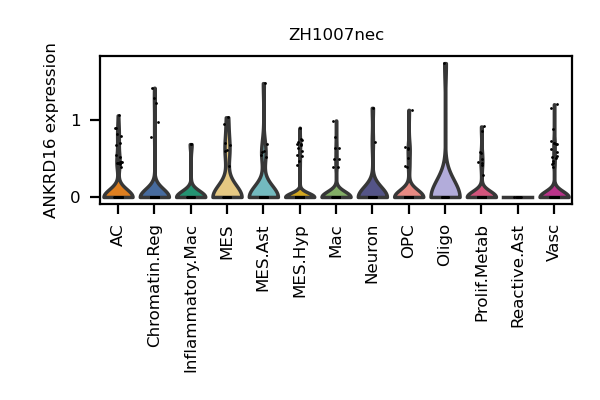 ZH1007nec
ANKRD16 expression
1
0
AC
Chromatin.Reg
Inflammatory.Mac
MES
MES.Ast
MES.Hyp
Mac
Neuron
OPC
Oligo
Prolif.Metab
Reactive.Ast
Vasc